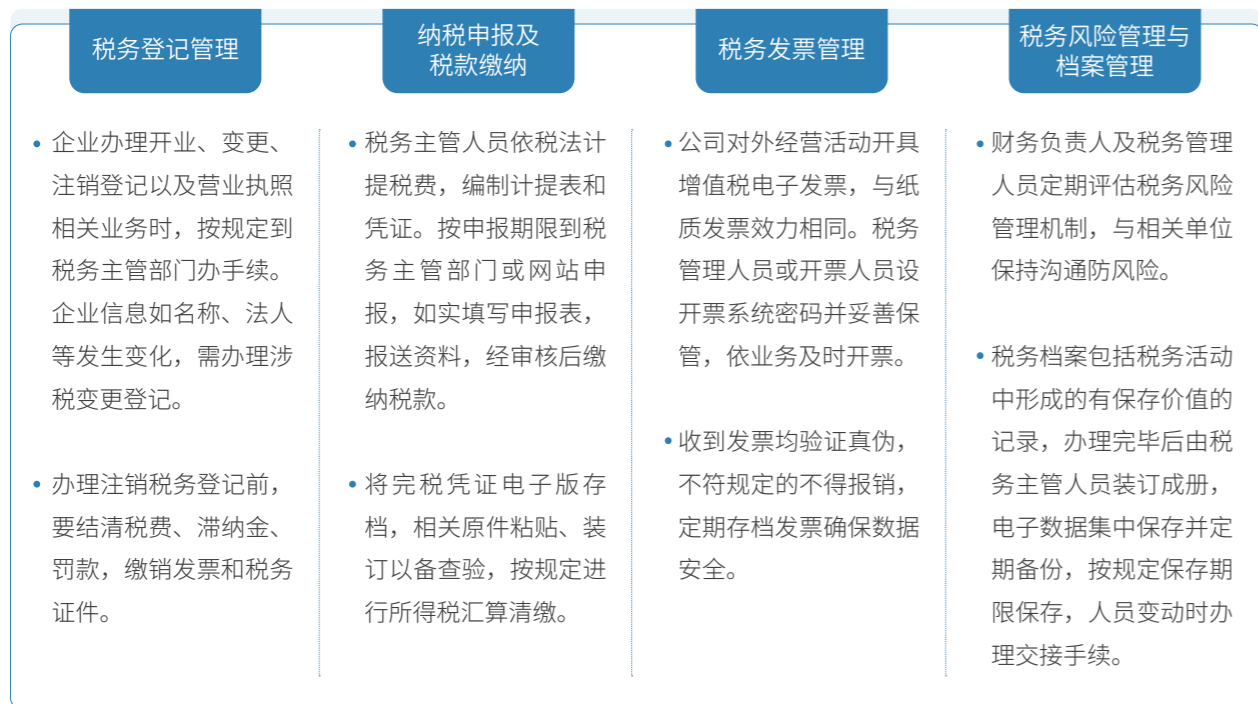 税务登记管理
• 企业办理开业、变更、
注销登记以及营业执照
相关业务时，按规定到
税务主管部门办手续。
企业信息如名称、法人
等发生变化，需办理涉
税变更登记。
• 办理注销税务登记前，
要结清税费、滞纳金、
罚款，缴销发票和税务
证件。
纳税申报及
税款缴纳
• 税务主管人员依税法计
提税费，编制计提表和
凭证。按申报期限到税
务主管部门或网站申
报，如实填写申报表，
报送资料，经审核后缴
纳税款。
• 将完税凭证电子版存
档，相关原件粘贴、装
订以备查验，按规定进
行所得税汇算清缴。
税务发票管理
• 公司对外经营活动开具
增值税电子发票，与纸
质发票效力相同。税务
管理人员或开票人员设
开票系统密码并妥善保
管，依业务及时开票。
• 收到发票均验证真伪，
不符规定的不得报销，
定期存档发票确保数据
安全。
税务风险管理与
档案管理
• 财务负责人及税务管理
人员定期评估税务风险
管理机制，与相关单位
保持沟通防风险。
• 税务档案包括税务活动
中形成的有保存价值的
记录，办理完毕后由税
务主管人员装订成册，
电子数据集中保存并定
期备份，按规定保存期
限保存，人员变动时办
理交接手续。